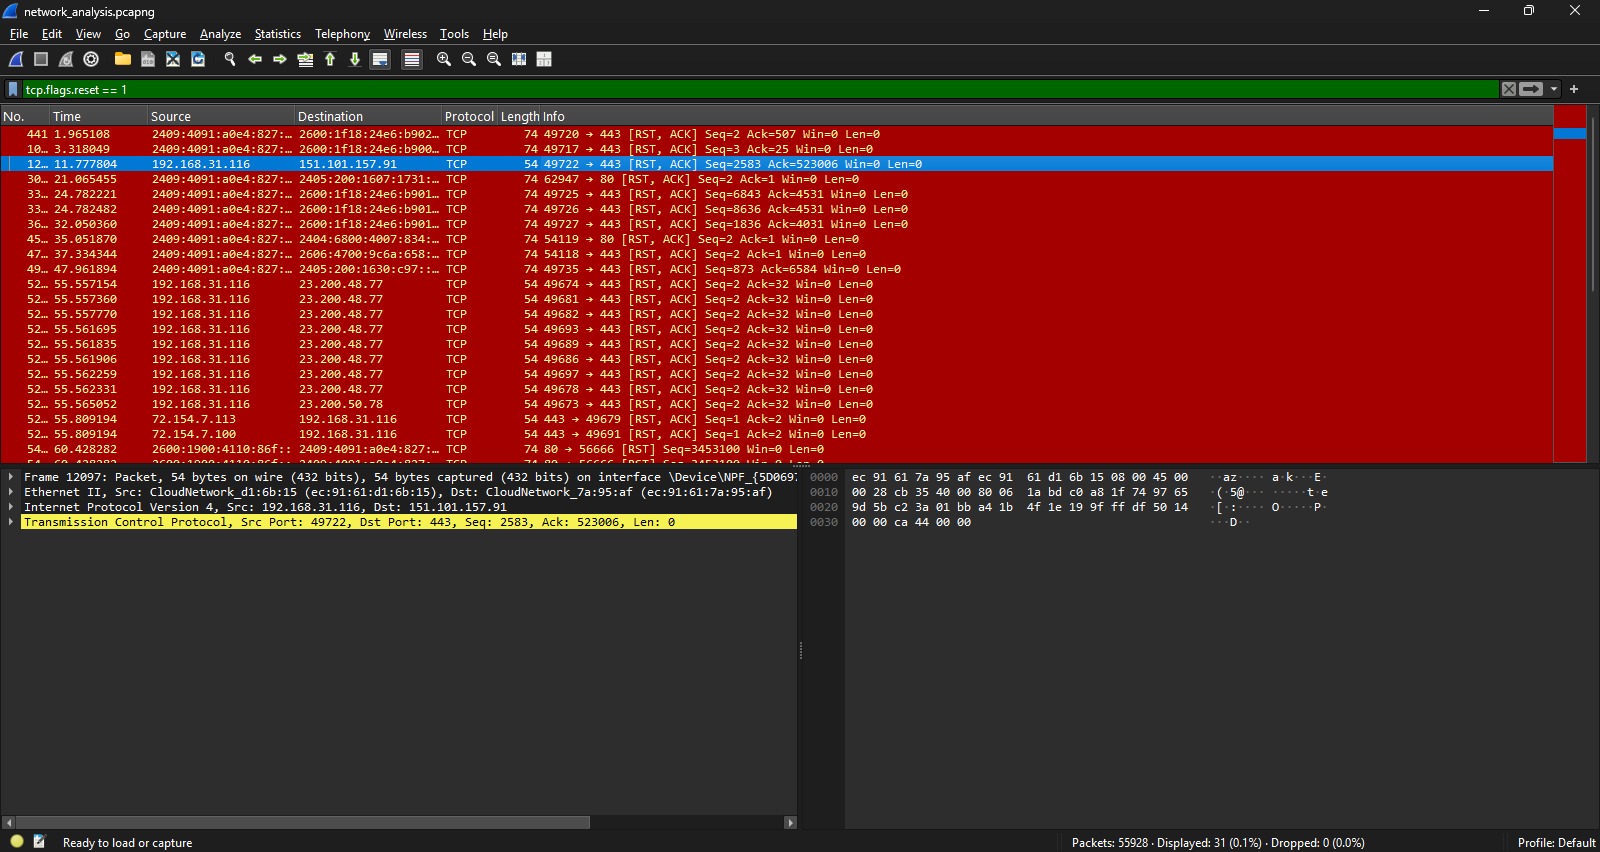 network_analysis.pcapng
File Edit View Go Capture Analyze Statistics Telephony Wireless Tools Help
tcp.flags.reset == 1
No. Time Source Destination Protocol Length Info
441 1.965108 2409:4091:a0e4:827:… 2600:1f18:24e6:b902… TCP 74 49720 → 443 [RST, ACK] Seq=2 Ack=507 Win=0 Len=0
10… 3.318049 2409:4091:a0e4:827:… 2600:1f18:24e6:b900… TCP 74 49717 → 443 [RST, ACK] Seq=3 Ack=25 Win=0 Len=0
12… 11.777804 192.168.31.116 151.101.157.91 TCP 54 49722 → 443 [RST, ACK] Seq=2583 Ack=523006 Win=0 Len=0
30… 21.065455 2409:4091:a0e4:827:… 2405:200:1607:1731:… TCP 74 62947 → 80 [RST, ACK] Seq=2 Ack=1 Win=0 Len=0
33… 24.782221 2409:4091:a0e4:827:… 2600:1f18:24e6:b901… TCP 74 49725 → 443 [RST, ACK] Seq=6843 Ack=4531 Win=0 Len=0
33… 24.782482 2409:4091:a0e4:827:… 2600:1f18:24e6:b901… TCP 74 49726 → 443 [RST, ACK] Seq=8636 Ack=4531 Win=0 Len=0
36… 32.050360 2409:4091:a0e4:827:… 2600:1f18:24e6:b901… TCP 74 49727 → 443 [RST, ACK] Seq=1836 Ack=4031 Win=0 Len=0
45… 35.051870 2409:4091:a0e4:827:… 2404:6800:4007:834:… TCP 74 54119 → 80 [RST, ACK] Seq=2 Ack=1 Win=0 Len=0
47… 37.334344 2409:4091:a0e4:827:… 2606:4700:9c6a:658:… TCP 74 54118 → 443 [RST, ACK] Seq=2 Ack=1 Win=0 Len=0
49… 47.961894 2409:4091:a0e4:827:… 2405:200:1630:c97::… TCP 74 49735 → 443 [RST, ACK] Seq=873 Ack=6584 Win=0 Len=0
52… 55.557154 192.168.31.116 23.200.48.77 TCP 54 49674 → 443 [RST, ACK] Seq=2 Ack=32 Win=0 Len=0
52… 55.557360 192.168.31.116 23.200.48.77 TCP 54 49681 → 443 [RST, ACK] Seq=2 Ack=32 Win=0 Len=0
52… 55.557770 192.168.31.116 23.200.48.77 TCP 54 49682 → 443 [RST, ACK] Seq=2 Ack=32 Win=0 Len=0
52… 55.561695 192.168.31.116 23.200.48.77 TCP 54 49693 → 443 [RST, ACK] Seq=2 Ack=32 Win=0 Len=0
52… 55.561835 192.168.31.116 23.200.48.77 TCP 54 49689 → 443 [RST, ACK] Seq=2 Ack=32 Win=0 Len=0
52… 55.561906 192.168.31.116 23.200.48.77 TCP 54 49686 → 443 [RST, ACK] Seq=2 Ack=32 Win=0 Len=0
52… 55.562259 192.168.31.116 23.200.48.77 TCP 54 49697 → 443 [RST, ACK] Seq=2 Ack=32 Win=0 Len=0
52… 55.562331 192.168.31.116 23.200.48.77 TCP 54 49678 → 443 [RST, ACK] Seq=2 Ack=32 Win=0 Len=0
52… 55.565052 192.168.31.116 23.200.50.78 TCP 54 49673 → 443 [RST, ACK] Seq=2 Ack=32 Win=0 Len=0
52… 55.809194 72.154.7.113 192.168.31.116 TCP 54 443 → 49679 [RST, ACK] Seq=1 Ack=2 Win=0 Len=0
52… 55.809194 72.154.7.100 192.168.31.116 TCP 54 443 → 49691 [RST, ACK] Seq=1 Ack=2 Win=0 Len=0
54… 60.428282 2600:1900:4110:86f:: 2409:4091:a0e4:827:… TCP 74 80 → 56666 [RST] Seq=3453100 Win=0 Len=0
Frame 12097: Packet, 54 bytes on wire (432 bits), 54 bytes captured (432 bits) on interface \Device\NPF_{5D069
Ethernet II, Src: CloudNetwork_d1:6b:15 (ec:91:61:d1:6b:15), Dst: CloudNetwork_7a:95:af (ec:91:61:7a:95:af)
Internet Protocol Version 4, Src: 192.168.31.116, Dst: 151.101.157.91
Transmission Control Protocol, Src Port: 49722, Dst Port: 443, Seq: 2583, Ack: 523006, Len: 0
0000 ec 91 61 7a 95 af ec 91 61 d1 6b 15 08 00 45 00 ··az···· a·k···E·
0010 00 28 cb 35 40 00 80 06 1a bd c0 a8 1f 74 97 65 ·(·5@··· ·····t·e
0020 9d 5b c2 3a 01 bb a4 1b 4f 1e 19 9f ff df 50 14 ·[·:···· O·····P·
0030 00 00 ca 44 00 00 ···D··
Ready to load or capture
Packets: 55928 · Displayed: 31 (0.1%) · Dropped: 0 (0.0%)
Profile: Default